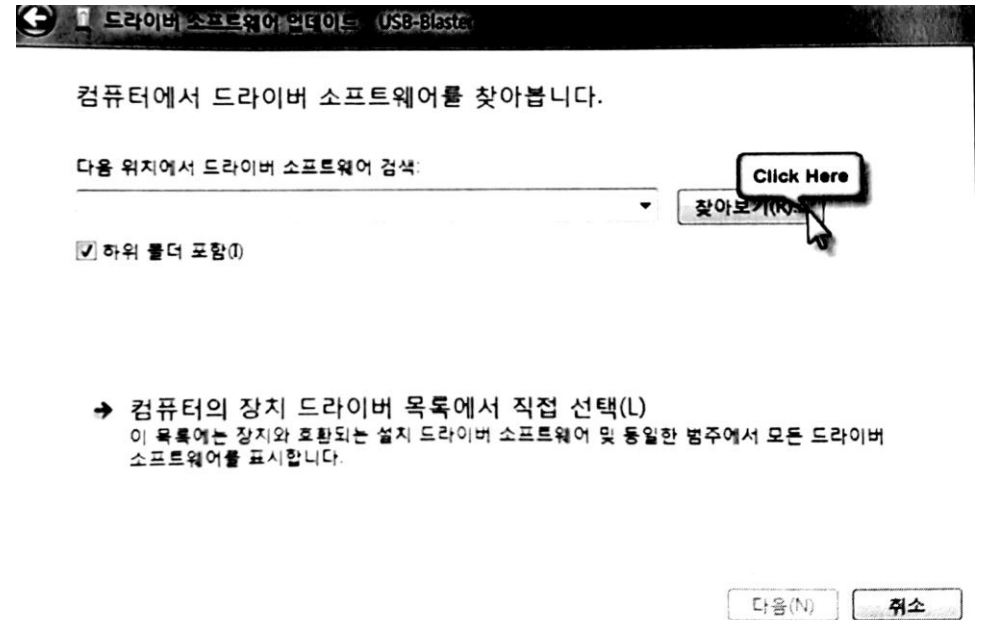 드라이버 소프트웨어 업데이트 - USB-Blaster
컴퓨터에서 드라이버 소프트웨어를 찾아봅니다.
다음 위치에서 드라이버 소프트웨어 검색:
Click Here
찾아보기(R)...
하위 폴더 포함(I)
컴퓨터의 장치 드라이버 목록에서 직접 선택(L)
이 목록에는 장치와 호환되는 설치 드라이버 소프트웨어 및 동일한 범주에서 모든 드라이버
소프트웨어를 표시합니다.
다음(N)
취소